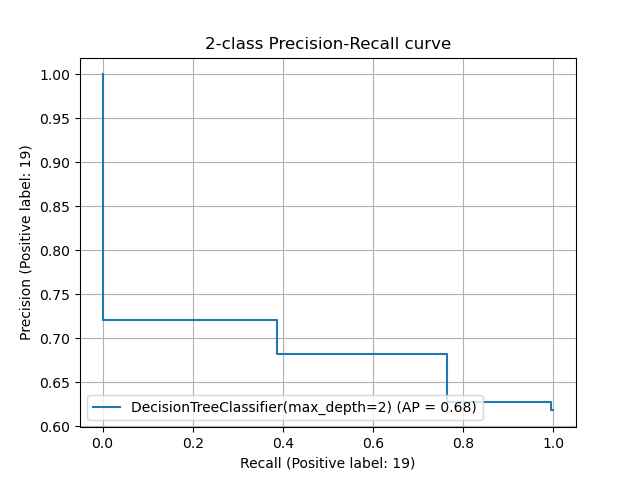 2-class Precision-Recall curve
Precision (Positive label: 19)
1.00
0.95
0.90
0.85
0.80
0.75
0.70
0.65
0.60
DecisionTreeClassifier(max_depth=2) (AP = 0.68)
0.0 0.2 0.4 0.6 0.8 1.0
Recall (Positive label: 19)